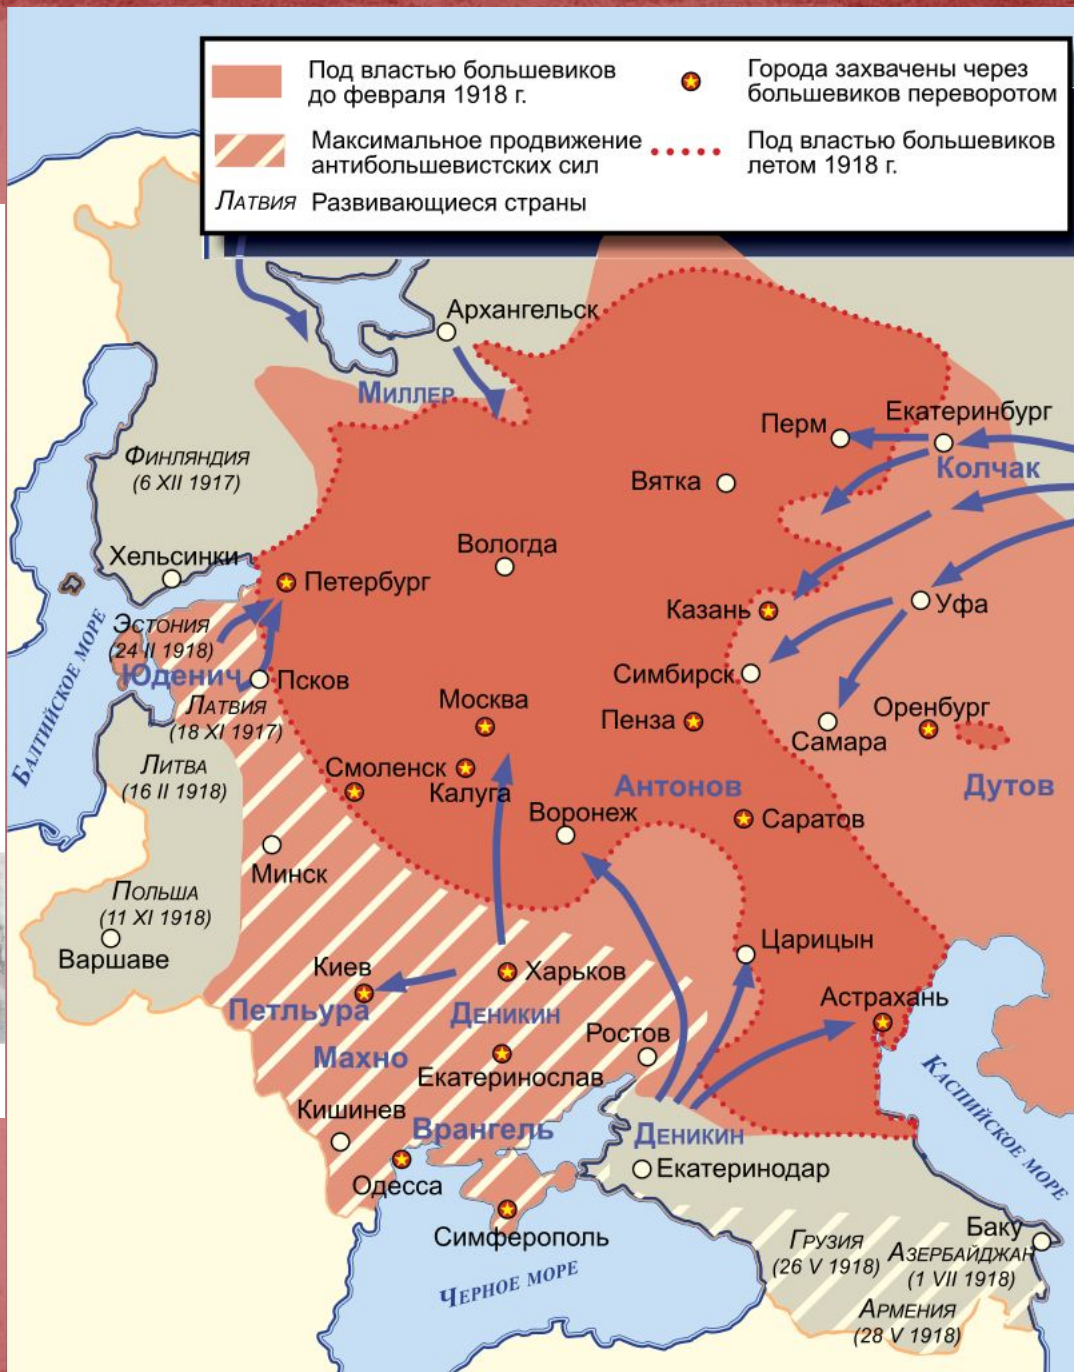 Под властью большевиков
до февраля 1918 г.
Города захвачены через
большевиков переворотом
Максимальное продвижение
антибольшевистских сил
Под властью большевиков
летом 1918 г.
Латвия Развивающиеся страны
Архангельск
Миллер
Перм
Екатеринбург
Колчак
Финляндия
(6 XII 1917)
Вятка
Вологда
Хельсинки
Петербург
Казань
Уфа
Эстония
(24 II 1918)
Юденич
Псков
Симбирск
Латвия
(18 XI 1917)
Москва
Пенза
Оренбург
Самара
Балтийское море
Литва
(16 II 1918)
Смоленск
Калуга
Антонов
Дутов
Воронеж
Саратов
Минск
Польша
(11 XI 1918)
Варшаве
Царицын
Киев
Харьков
Петльура
Деникин
Астрахань
Ростов
Махно
Екатеринослав
Каспийское море
Кишинев
Врангель
Деникин
Екатеринодар
Одесса
Симферополь
Черное море
Грузия
(26 V 1918)
Баку
Азербайджан
(1 VII 1918)
Армения
(28 V 1918)